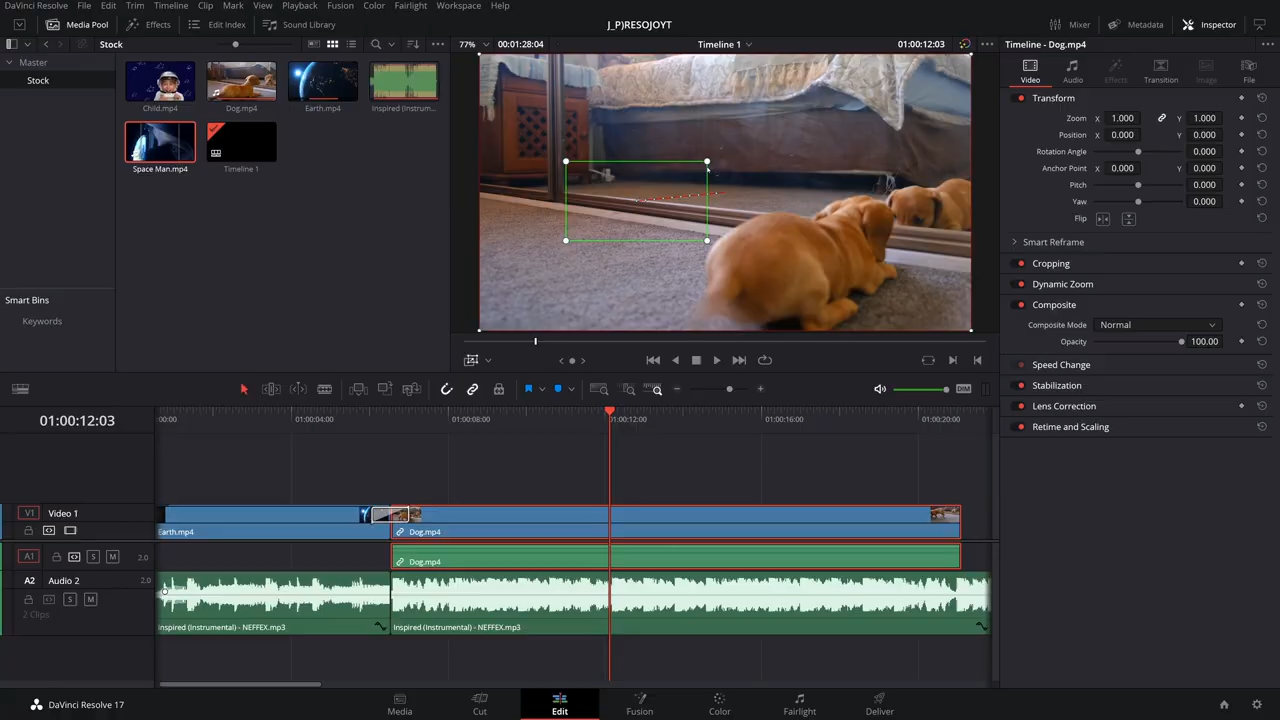 DaVinci Resolve File Edit Trim Timeline Clip Mark View Playback Fusion Color Fairlight Workspace Help
Media Pool Effects Edit Index Sound Library J_P)RESOJOYT Mixer Metadata Inspector
Stock 77% 00:01:28:04 Timeline 1 01:00:12:03 Timeline - Dog.mp4
Master
Stock
Child.mp4 Dog.mp4 Earth.mp4 Inspired (Instrum...
Space Man.mp4 Timeline 1
Smart Bins
Keywords
Video Audio Effects Transition Image File
Transform
Zoom X 1.000 Y 1.000
Position X 0.000 Y 0.000
Rotation Angle 0.000
Anchor Point X 0.000 Y 0.000
Pitch 0.000
Yaw 0.000
Flip
Smart Reframe
Cropping
Dynamic Zoom
Composite
Composite Mode Normal
Opacity 100.00
Speed Change
Stabilization
Lens Correction
Retime and Scaling
DIM
01:00:12:03 :00:00 01:00:04:00 01:00:08:00 01:00:12:00 01:00:16:00 01:00:20:00
V1 Video 1
Earth.mp4 Dog.mp4
A1 S M 2.0
Dog.mp4
A2 Audio 2 2.0
S M
2 Clips
Inspired (Instrumental) - NEFFEX.mp3 Inspired (Instrumental) - NEFFEX.mp3
DaVinci Resolve 17 Media Cut Edit Fusion Color Fairlight Deliver